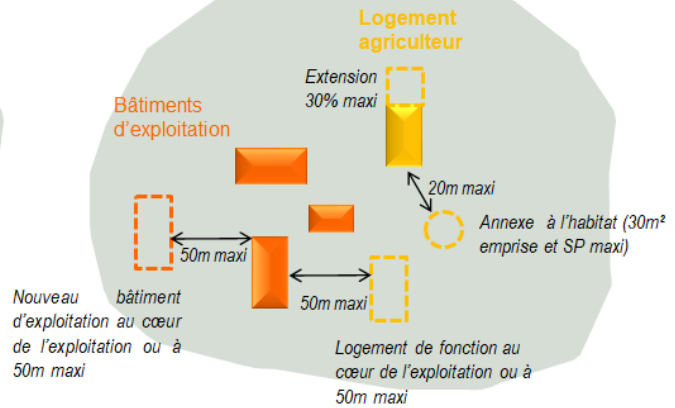 Logement
agriculteur
Extension
30% maxi
Bâtiments
d'exploitation
20m maxi
Annexe à l'habitat (30m²
emprise et SP maxi)
50m maxi
50m maxi
Nouveau bâtiment
d'exploitation au cœur
de l'exploitation ou à
50m maxi
Logement de fonction au
cœur de l'exploitation ou à
50m maxi